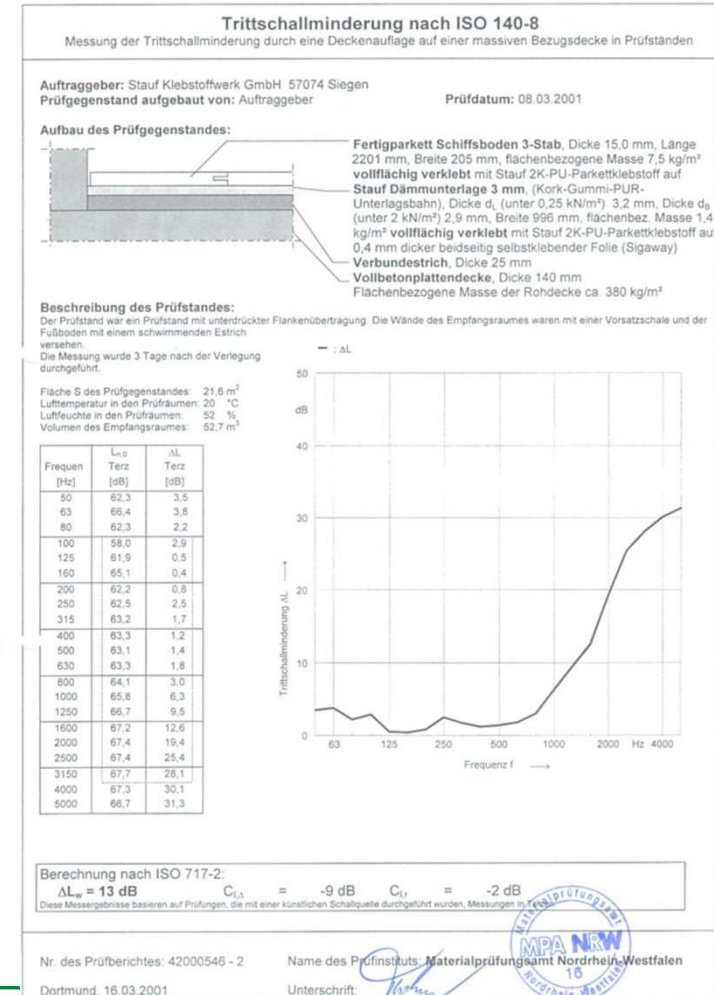 Trittschallminderung nach ISO 140-8
Messung der Trittschallminderung durch eine Deckenauflage auf einer massiven Bezugsdecke in Prüfständen
Auftraggeber: Stauf Klebstoffwerk GmbH 57074 Siegen
Prüfgegenstand aufgebaut von: Auftraggeber
Prüfdatum: 08.03.2001
Aufbau des Prüfgegenstandes:
Fertigparkett Schiffsboden 3-Stab, Dicke 15,0 mm, Länge
2201 mm, Breite 205 mm, flächenbezogene Masse 7,5 kg/m²
vollflächig verklebt mit Stauf 2K-PU-Parkettklebstoff auf
Stauf Dämmunterlage 3 mm, (Kork-Gummi-PUR-
Unterlagsbahn), Dicke dL (unter 0,25 kN/m²) 3,2 mm, Dicke dB
(unter 2 kN/m²) 2,9 mm, Breite 996 mm, flächenbez. Masse 1,4
kg/m² vollflächig verklebt mit Stauf 2K-PU-Parkettklebstoff au
0,4 mm dicker beidseitig selbstklebender Folie (Sigaway)
Verbundestrich, Dicke 25 mm
Vollbetonplattendecke, Dicke 140 mm
Flächenbezogene Masse der Rohdecke ca. 380 kg/m²
Beschreibung des Prüfstandes:
Der Prüfstand war ein Prüfstand mit unterdrückter Flankenübertragung. Die Wände des Empfangsraumes waren mit einer Vorsatzschale und der
Fußboden mit einem schwimmenden Estrich
versehen.
Die Messung wurde 3 Tage nach der Verlegung
durchgeführt.
Fläche S des Prüfgegenstandes: 21,6 m²
Lufttemperatur in den Prüfräumen: 20 °C
Luftfeuchte in den Prüfräumen: 52 %
Volumen des Empfangsraumes: 52,7 m³
Ln,0 ΔL
Frequen Terz Terz
[Hz] [dB] [dB]
50 62,3 3,5
63 66,4 3,8
80 62,3 2,2
100 58,0 2,9
125 61,9 0,5
160 65,1 0,4
200 62,2 0,8
250 62,5 2,5
315 63,2 1,7
400 63,3 1,2
500 63,1 1,4
630 63,3 1,8
800 64,1 3,0
1000 65,8 6,3
1250 66,7 9,5
1600 67,2 12,6
2000 67,4 19,4
2500 67,4 25,4
3150 67,7 28,1
4000 67,3 30,1
5000 66,7 31,3
– : ΔL
50
dB
40
30
20
10
0
Trittschallminderung ΔL →
63 125 250 500 1000 2000 Hz 4000
Frequenz f →
Berechnung nach ISO 717-2:
ΔLw = 13 dB CI,Δ = -9 dB CI,r = -2 dB
Diese Messergebnisse basieren auf Prüfungen, die mit einer künstlichen Schallquelle durchgeführt wurden, Messungen in Terzen
Materialprüfungsamt
MPA NRW
16
Nordrhein-Westfalen
Nr. des Prüfberichtes: 42000546 - 2
Name des Prüfinstituts: Materialprüfungsamt Nordrhein-Westfalen
Dortmund, 16.03.2001
Unterschrift: